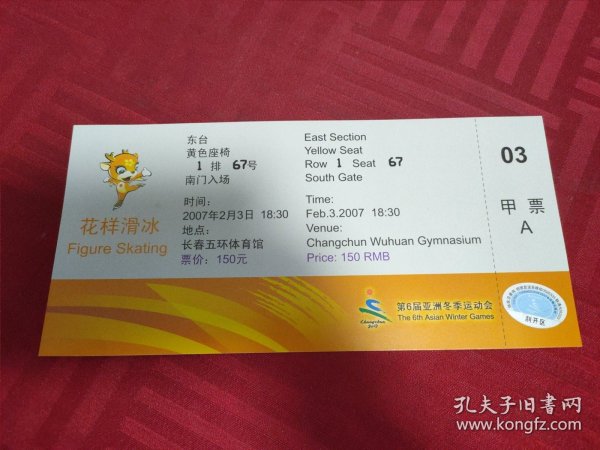 东台
黄色座椅
1 排 67号
南门入场
时间：
2007年2月3日 18:30
地点：
长春五环体育馆
票价：150元
East Section
Yellow Seat
Row 1 Seat 67
South Gate
Time:
Feb.3.2007 18:30
Venue:
Changchun Wuhuan Gymnasium
Price: 150 RMB
花样滑冰
Figure Skating
03
甲 票
A
Changchun
2007
第6届亚洲冬季运动会
The 6th Asian Winter Games
刮开区
孔夫子旧书网
www.kongfz.com